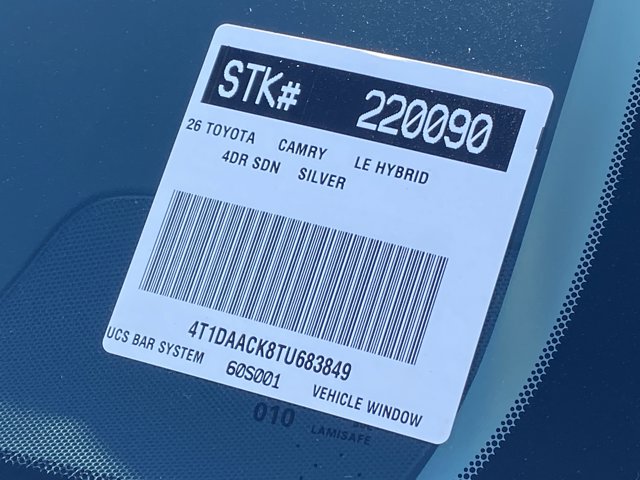 STK# 220090
26 TOYOTA CAMRY LE HYBRID
4DR SDN SILVER
4T1DAACK8TU683849
UCS BAR SYSTEM 60S001 VEHICLE WINDOW
010
LAMISAFE